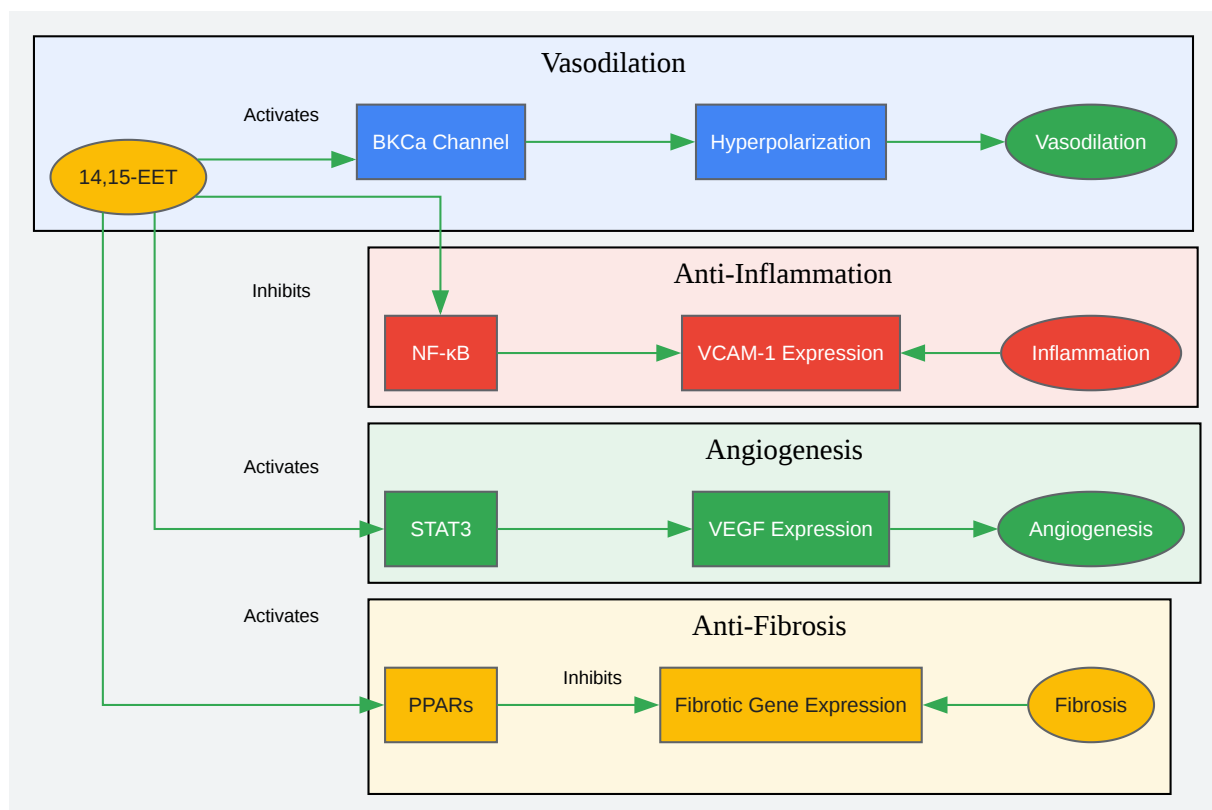 Vasodilation
Activates
BKCa Channel
Hyperpolarization
Vasodilation
14,15-EET
Anti-Inflammation
Inhibits
NF-κB
VCAM-1 Expression
Inflammation
Angiogenesis
Activates
STAT3
VEGF Expression
Angiogenesis
Activates
Anti-Fibrosis
Inhibits
PPARs
Fibrotic Gene Expression
Fibrosis